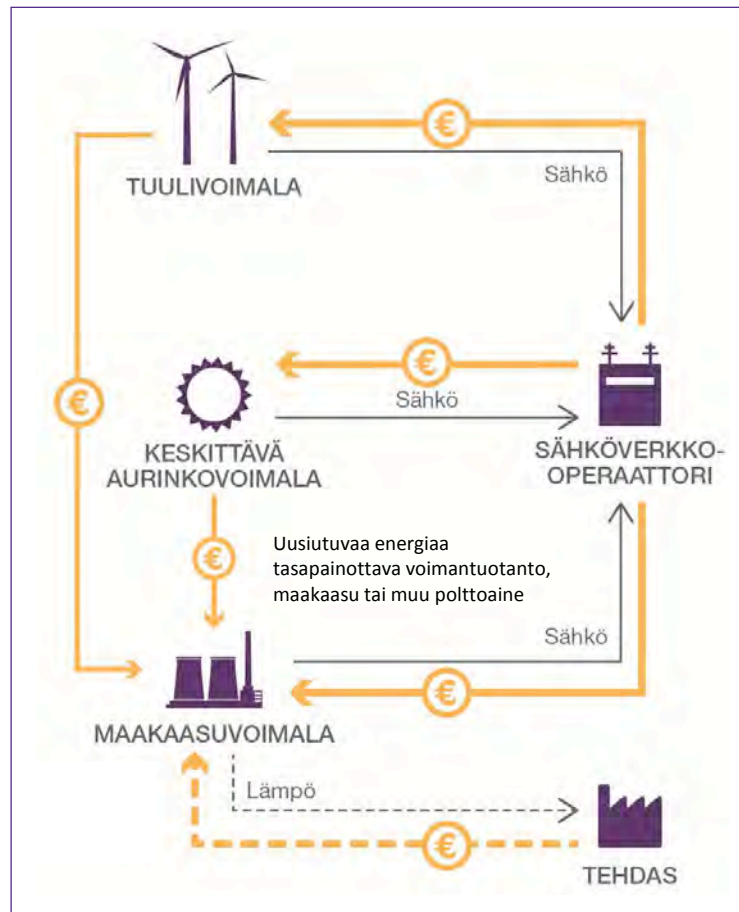 €
Sähkö
TUULIVOIMALA
€
Sähkö
€
KESKITTÄVÄ
AURINKOVOIMALA
SÄHKÖVERKKO-
OPERAATTORI
€
Uusiutuvaa energiaa
tasapainottava voimantuotanto,
maakaasu tai muu polttoaine
Sähkö
€
MAAKAASUVOIMALA
Lämpö
€
TEHDAS